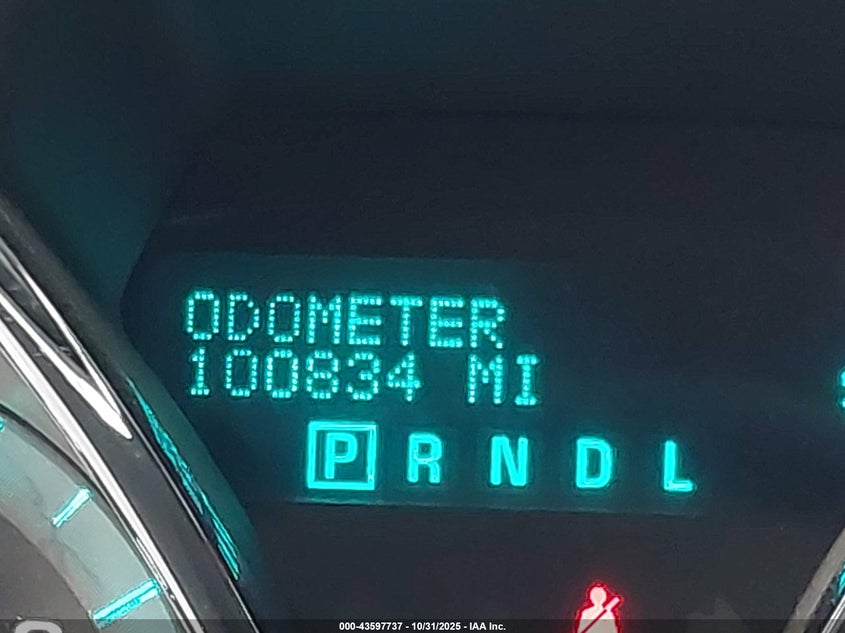 ODOMETER
100834 MI
P R N D L
000-43597737 - 10/31/2025 - IAA Inc.